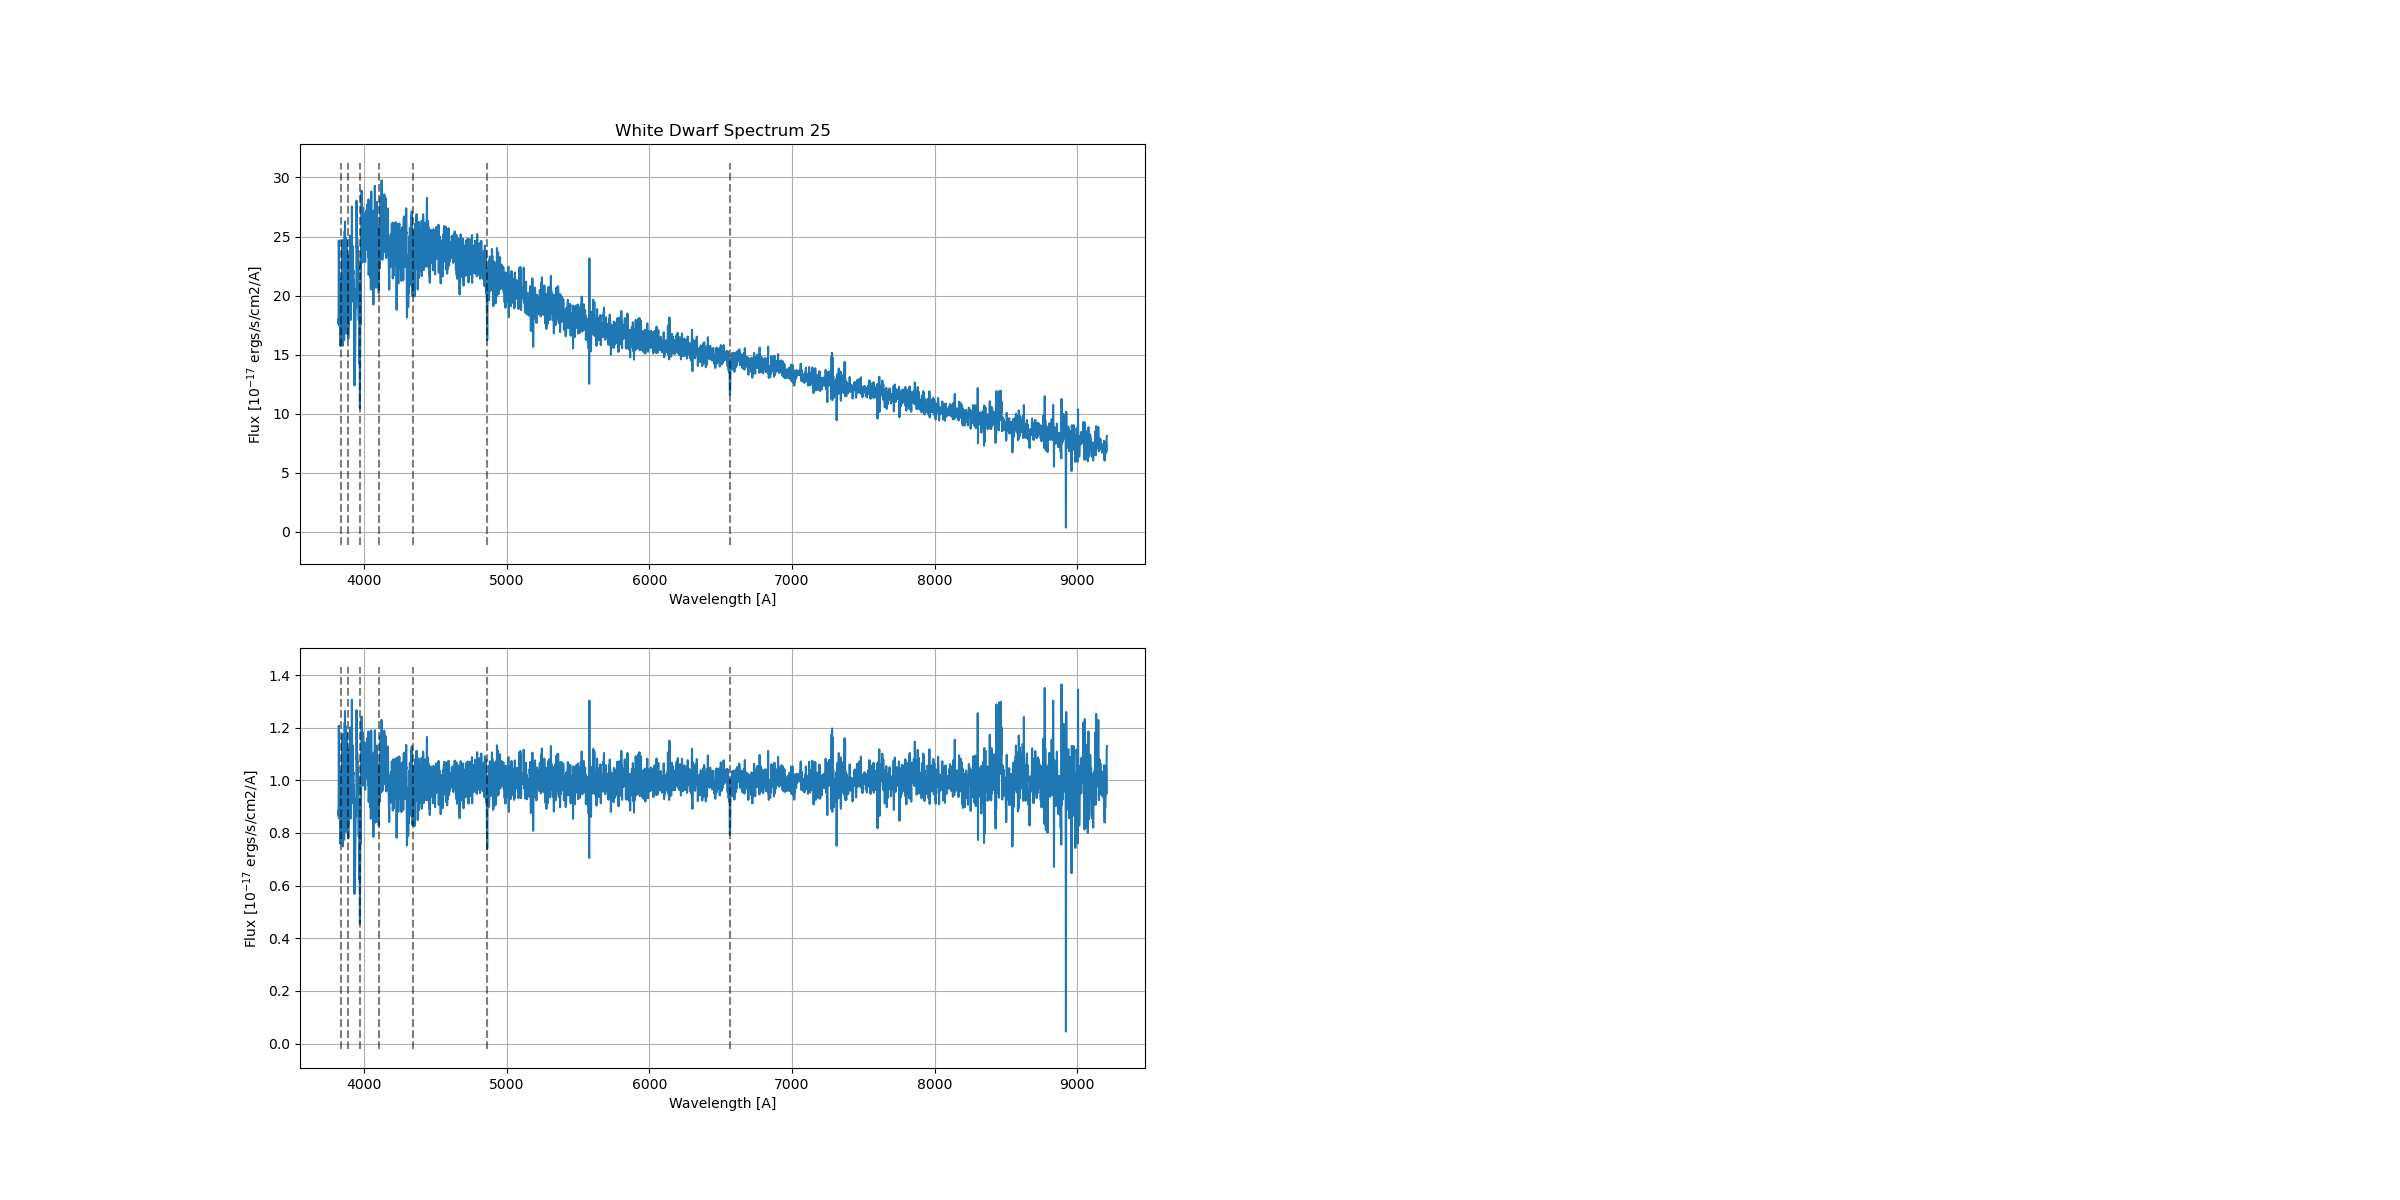 White Dwarf Spectrum 25
30
25
20
15
10
5
0
Flux [10⁻¹⁷ ergs/s/cm2/A]
4000 5000 6000 7000 8000 9000
Wavelength [A]
1.4
1.2
1.0
0.8
0.6
0.4
0.2
0.0
Flux [10⁻¹⁷ ergs/s/cm2/A]
4000 5000 6000 7000 8000 9000
Wavelength [A]